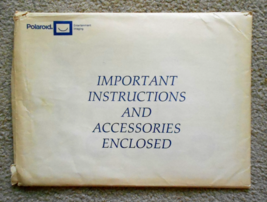 Polaroid
IMPORTANT
INSTRUCTIONS
AND
ACCESSORIES
ENCLOSED